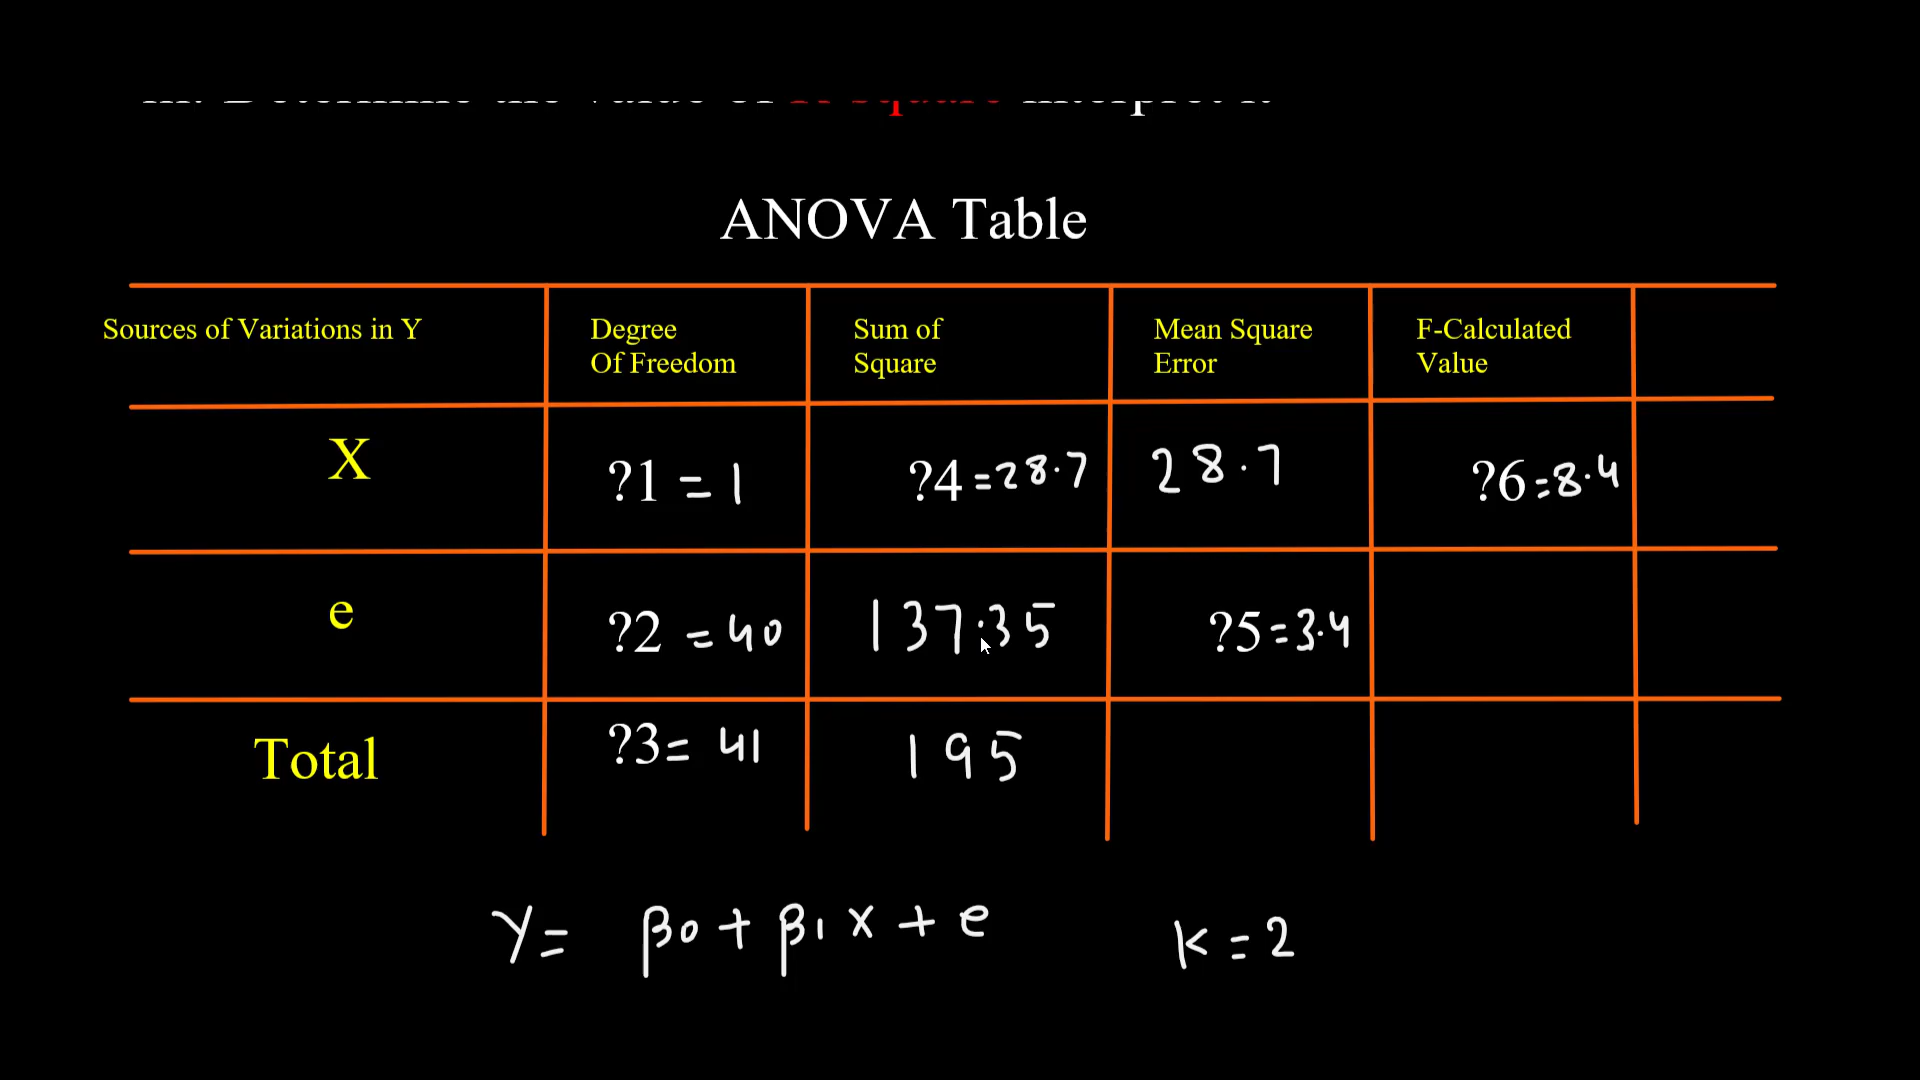 ANOVA Table
Sources of Variations in Y
Degree
Of Freedom
Sum of
Square
Mean Square
Error
F-Calculated
Value
X
?1 = 1
?4 = 28.7
28.7
?6 = 8.4
e
?2 = 40
137.35
?5 = 3.4
Total
?3 = 41
195
Y = β0 + β1 X + e
K = 2